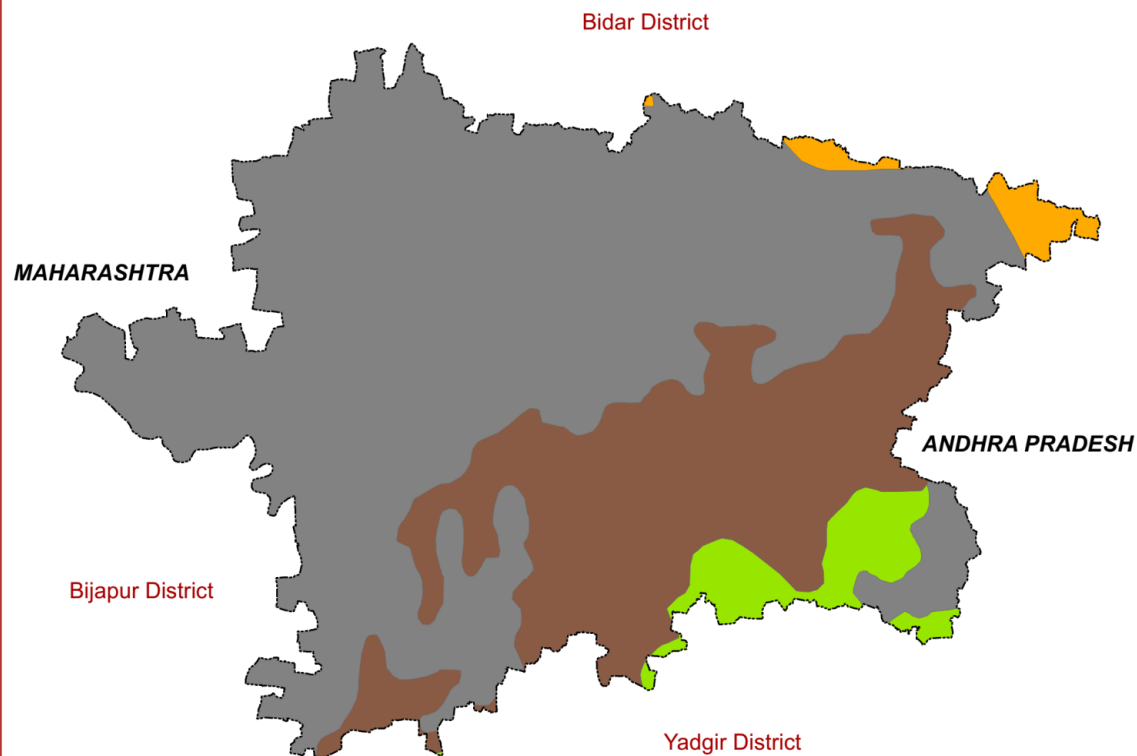 Bidar District
MAHARASHTRA
ANDHRA PRADESH
Bijapur District
Yadgir District